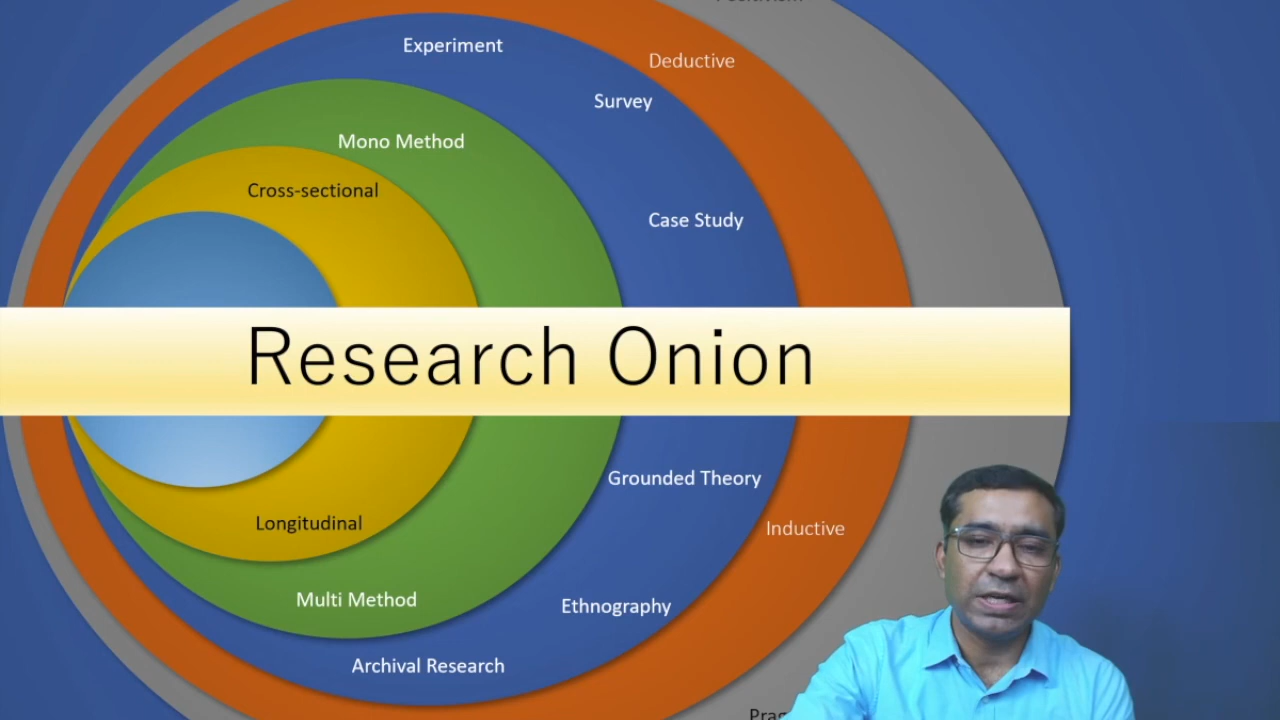 Experiment
Deductive
Survey
Mono Method
Cross-sectional
Case Study
Research Onion
Grounded Theory
Longitudinal
Inductive
Multi Method
Ethnography
Archival Research